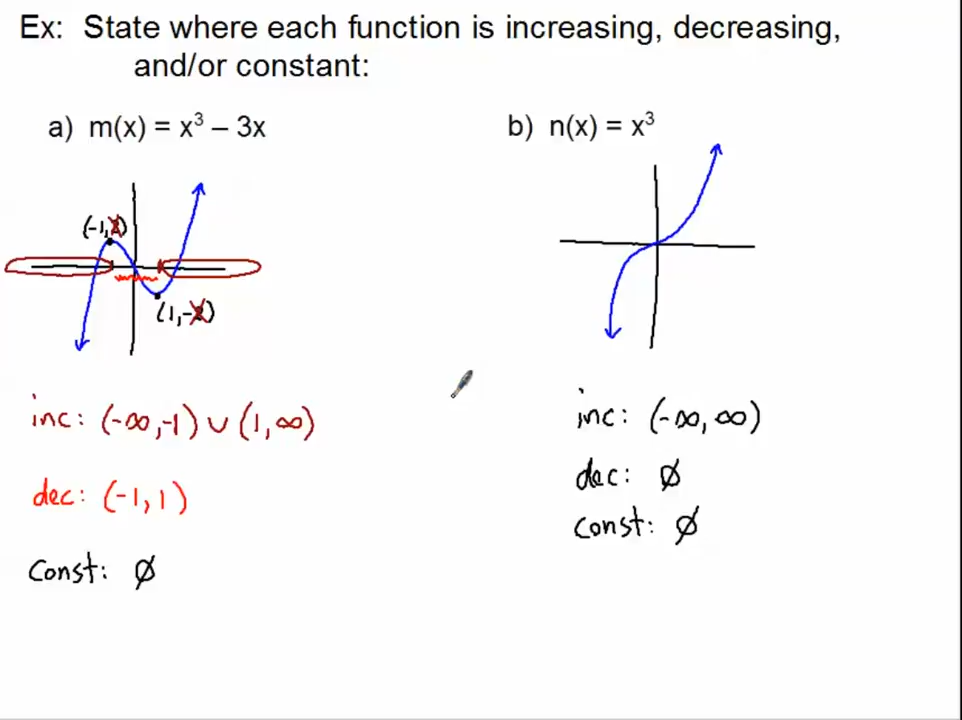 Ex: State where each function is increasing, decreasing,
and/or constant:
a) m(x) = x³ – 3x
b) n(x) = x³
(-1,2)
(1,-2)
inc: (-∞,-1) ∪ (1,∞)
dec: (-1,1)
const: ∅
inc: (-∞,∞)
dec: ∅
const: ∅